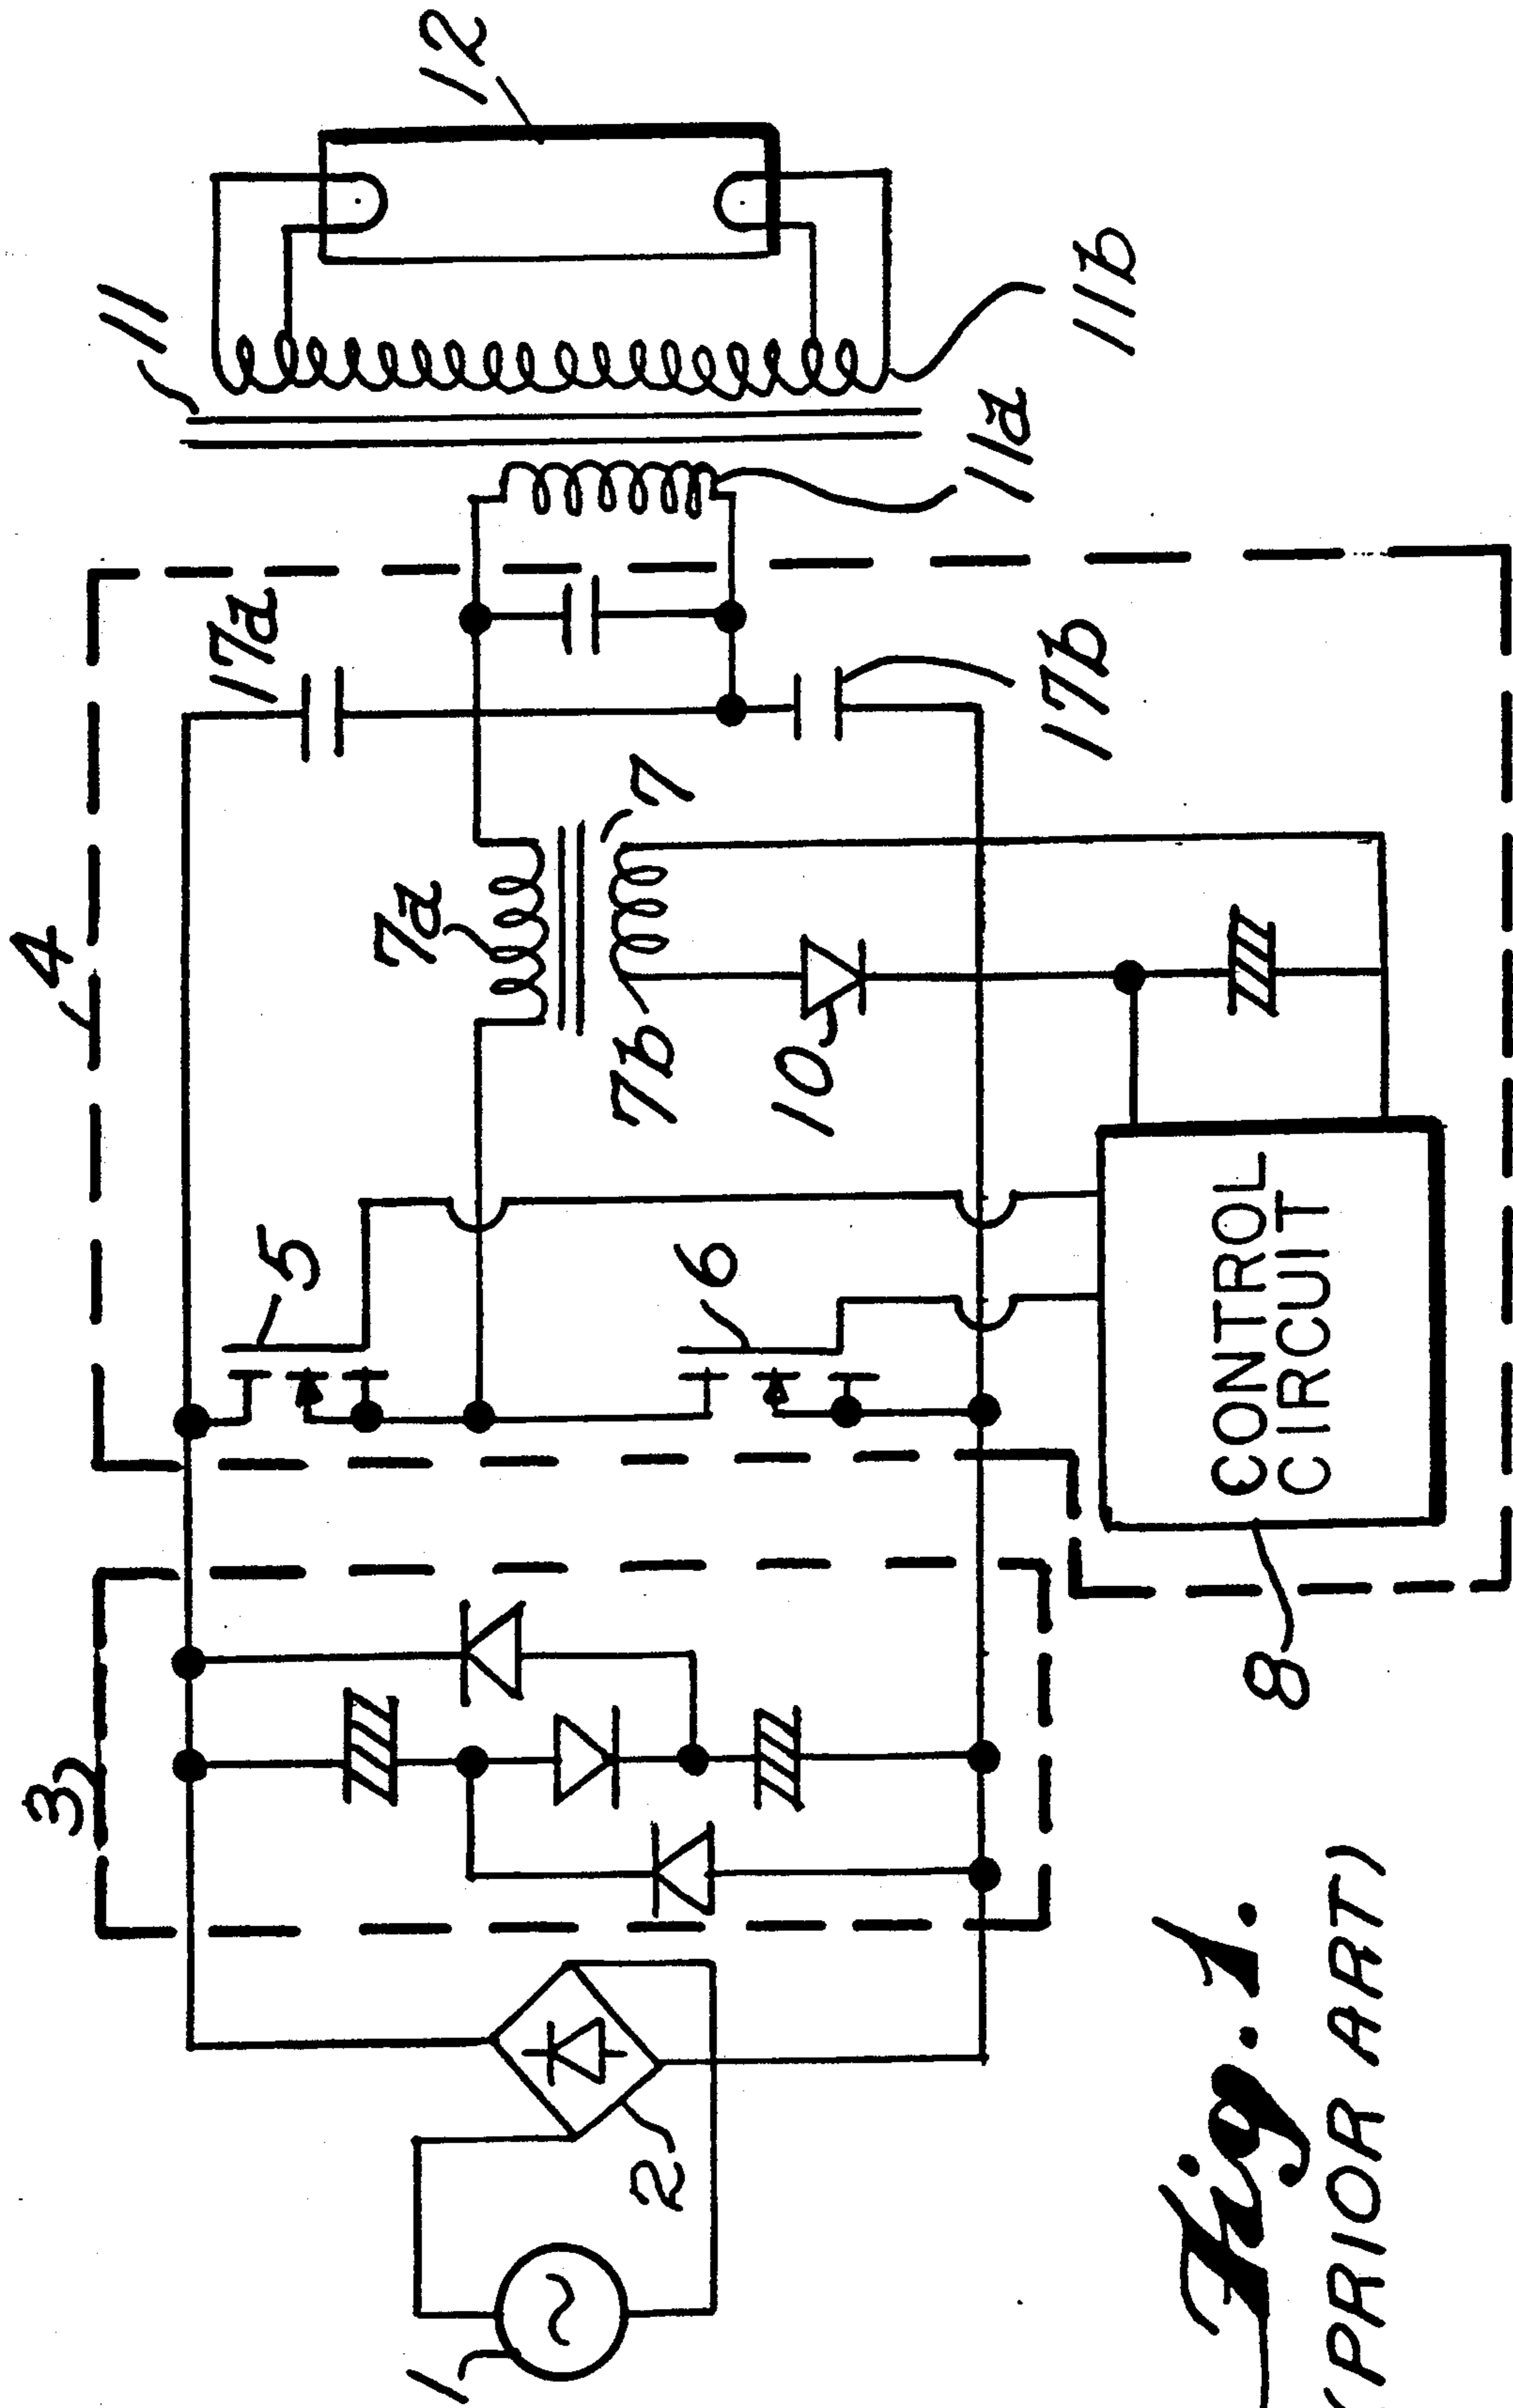 3
4
5
17a
11
12
7a
6
7
7b
10
1
2
17b
11a
11b
8
CONTROL
CIRCUIT
Fig. 1.
(PRIOR ART)